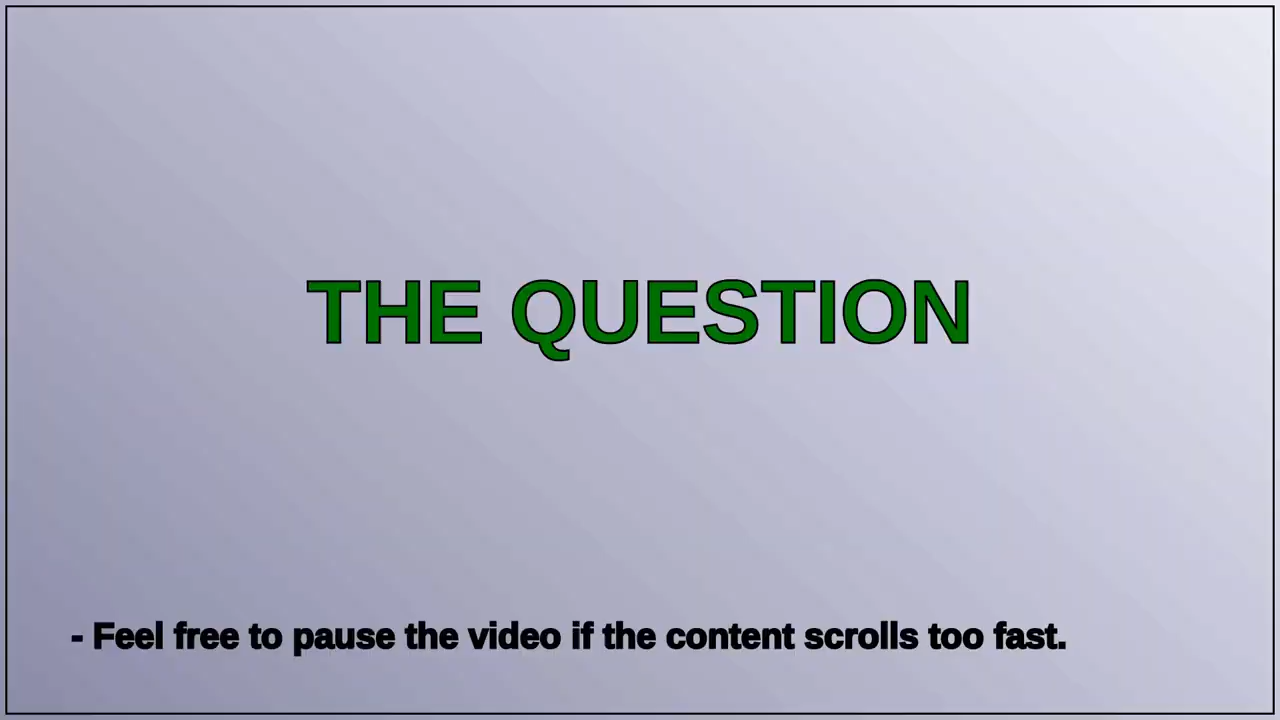 THE QUESTION
- Feel free to pause the video if the content scrolls too fast.